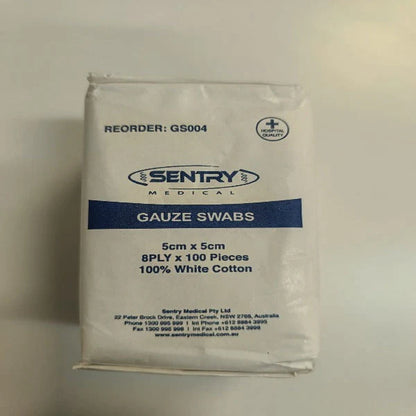 REORDER: GS004
HOSPITAL
QUALITY
SENTRY
MEDICAL
GAUZE SWABS
5cm x 5cm
8PLY x 100 Pieces
100% White Cotton
Sentry Medical Pty Ltd
22 Peter Brock Drive, Eastern Creek, NSW 2766, Australia
Phone 1300 995 999 | Int Phone +612 8884 3995
Fax 1300 995 998 | Int Fax +612 8884 3998
www.sentrymedical.com.au